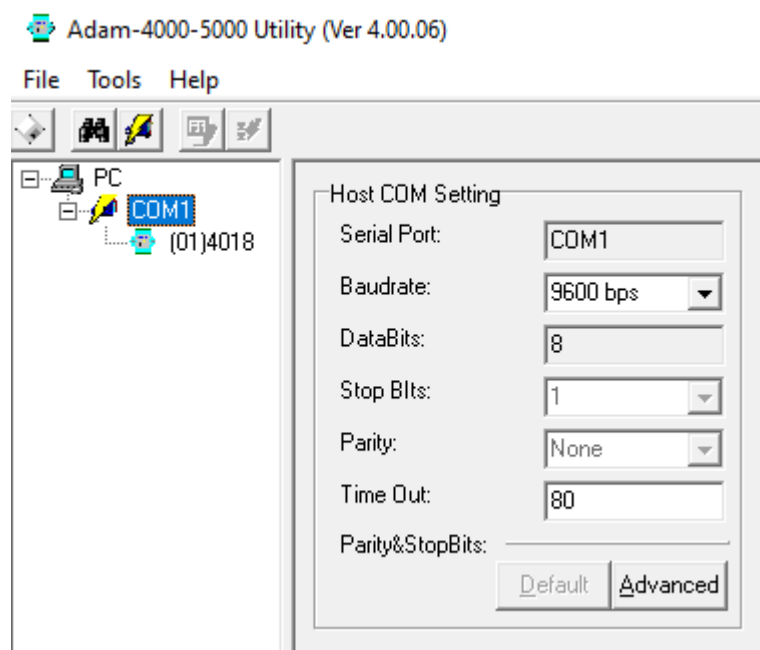 Adam-4000-5000 Utility (Ver 4.00.06)
File Tools Help
PC
COM1
(01)4018
Host COM Setting
Serial Port: COM1
Baudrate: 9600 bps
DataBits: 8
Stop BIts: 1
Parity: None
Time Out: 80
Parity&StopBits:
Default Advanced